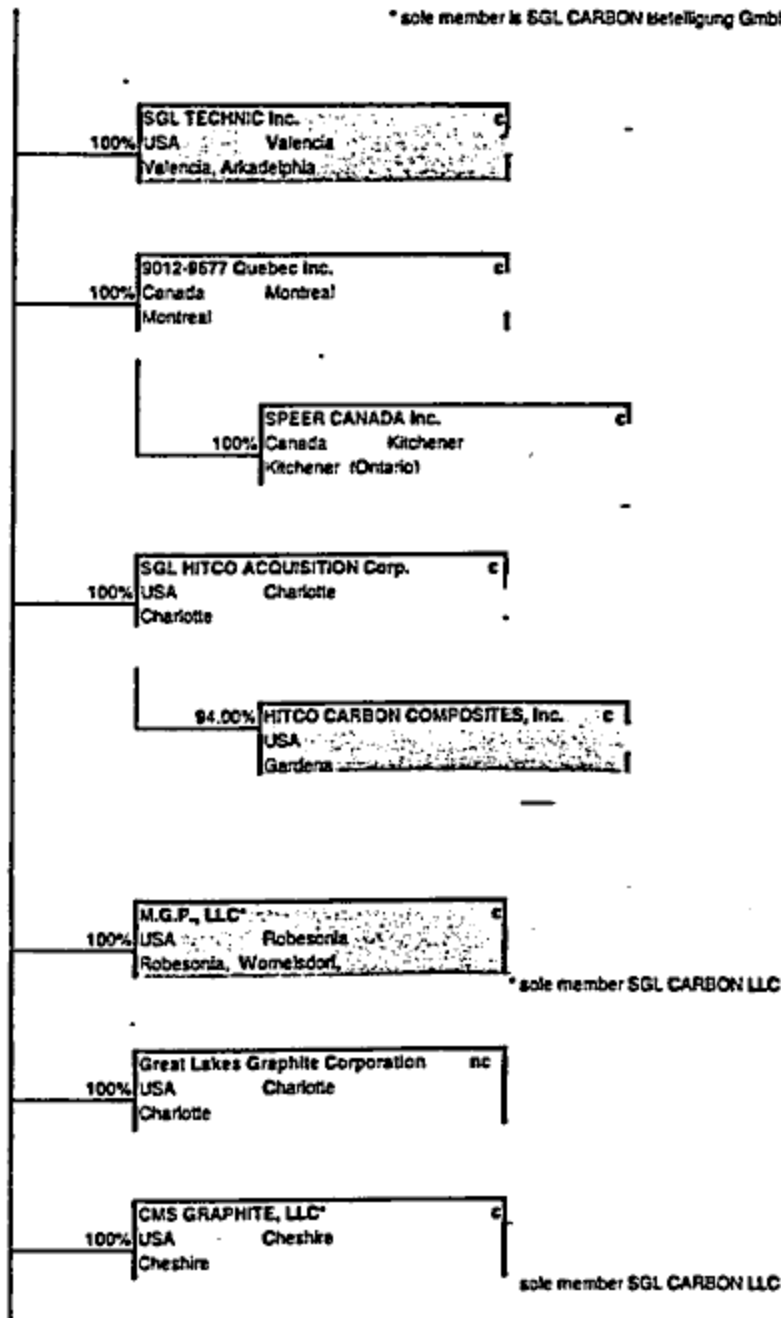 * sole member is SGL CARBON Beteiligung GmbH
SGL TECHNIC Inc. c
100% USA Valencia
Valencia, Arkadelphia
9012-9577 Quebec Inc. c
100% Canada Montreal
Montreal
SPEER CANADA Inc. c
100% Canada Kitchener
Kitchener (Ontario)
SGL HITCO ACQUISITION Corp. c
100% USA Charlotte
Charlotte
94.00% HITCO CARBON COMPOSITES, Inc. c
USA
Gardena
M.G.P., LLC* c
100% USA Robesonia
Robesonia, Womelsdorf,
* sole member SGL CARBON LLC
Great Lakes Graphite Corporation nc
100% USA Charlotte
Charlotte
CMS GRAPHITE, LLC* c
100% USA Cheshire
Cheshire
sole member SGL CARBON LLC